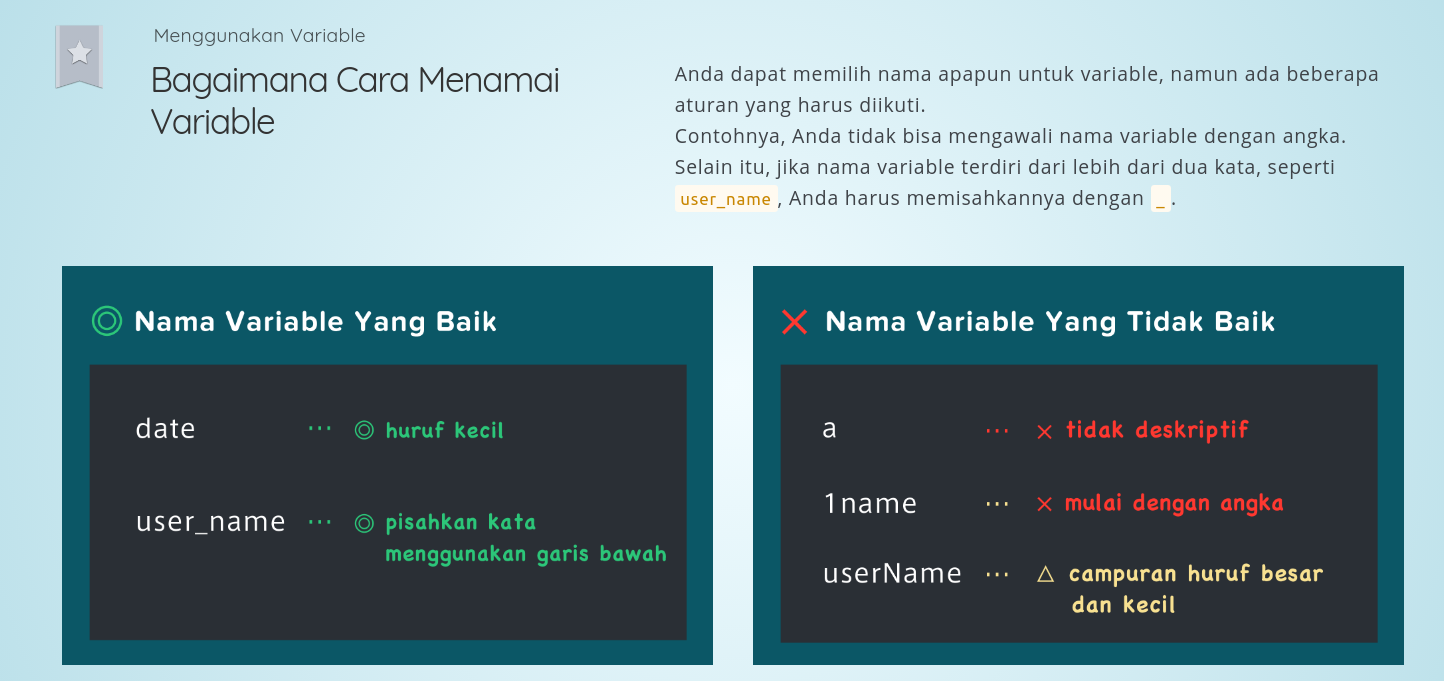 Menggunakan Variable
Bagaimana Cara Menamai
Variable
Anda dapat memilih nama apapun untuk variable, namun ada beberapa
aturan yang harus diikuti.
Contohnya, Anda tidak bisa mengawali nama variable dengan angka.
Selain itu, jika nama variable terdiri dari lebih dari dua kata, seperti
user_name, Anda harus memisahkannya dengan _.
◎ Nama Variable Yang Baik
date ... ◎ huruf kecil
user_name ... ◎ pisahkan kata
menggunakan garis bawah
× Nama Variable Yang Tidak Baik
a ... × tidak deskriptif
1name ... × mulai dengan angka
userName ... △ campuran huruf besar
dan kecil